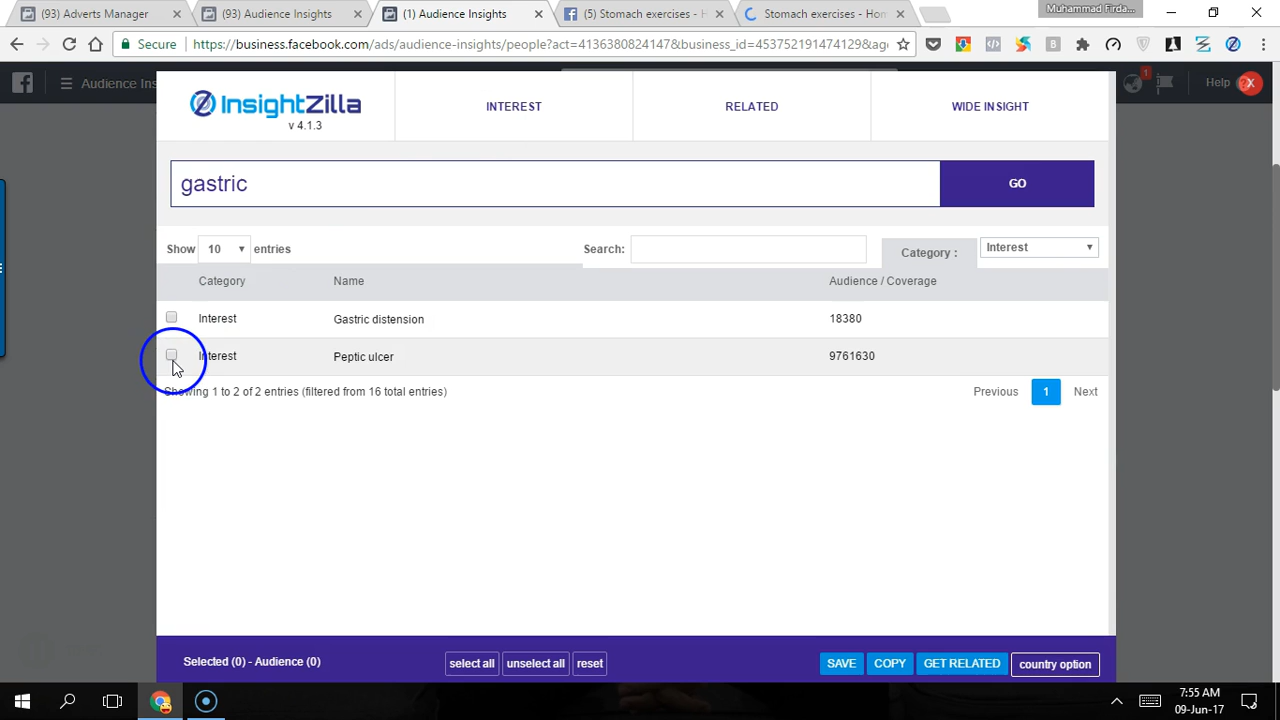 (93) Adverts Manager
(93) Audience Insights
(1) Audience Insights
(5) Stomach exercises - H
Stomach exercises - Hom
Muhammad Firda...
Secure
https://business.facebook.com/ads/audience-insights/people?act=4136380824147&business_id=453752191474129&ag
Audience Ins
1
Help
X
InsightZilla
v 4.1.3
INTEREST
RELATED
WIDE INSIGHT
gastric
GO
Show 10 entries
Search:
Category :
Interest
Category
Name
Audience / Coverage
Interest
Gastric distension
18380
Interest
Peptic ulcer
9761630
Showing 1 to 2 of 2 entries (filtered from 16 total entries)
Previous
1
Next
Selected (0) - Audience (0)
select all
unselect all
reset
SAVE
COPY
GET RELATED
country option
7:55 AM
09-Jun-17